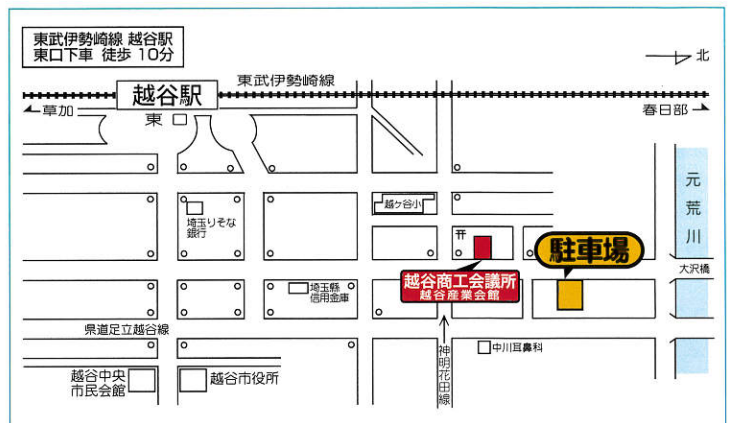 東武伊勢崎線 越谷駅
東口下車 徒歩 10分
北
東武伊勢崎線
越谷駅
草加
春日部
東 口
元荒川
越ヶ谷小
埼玉りそな
銀行
駐車場
大沢橋
越谷商工会議所
越谷産業会館
埼玉縣
信用金庫
県道足立越谷線
神明花田線
中川耳鼻科
越谷中央
市民会館
越谷市役所